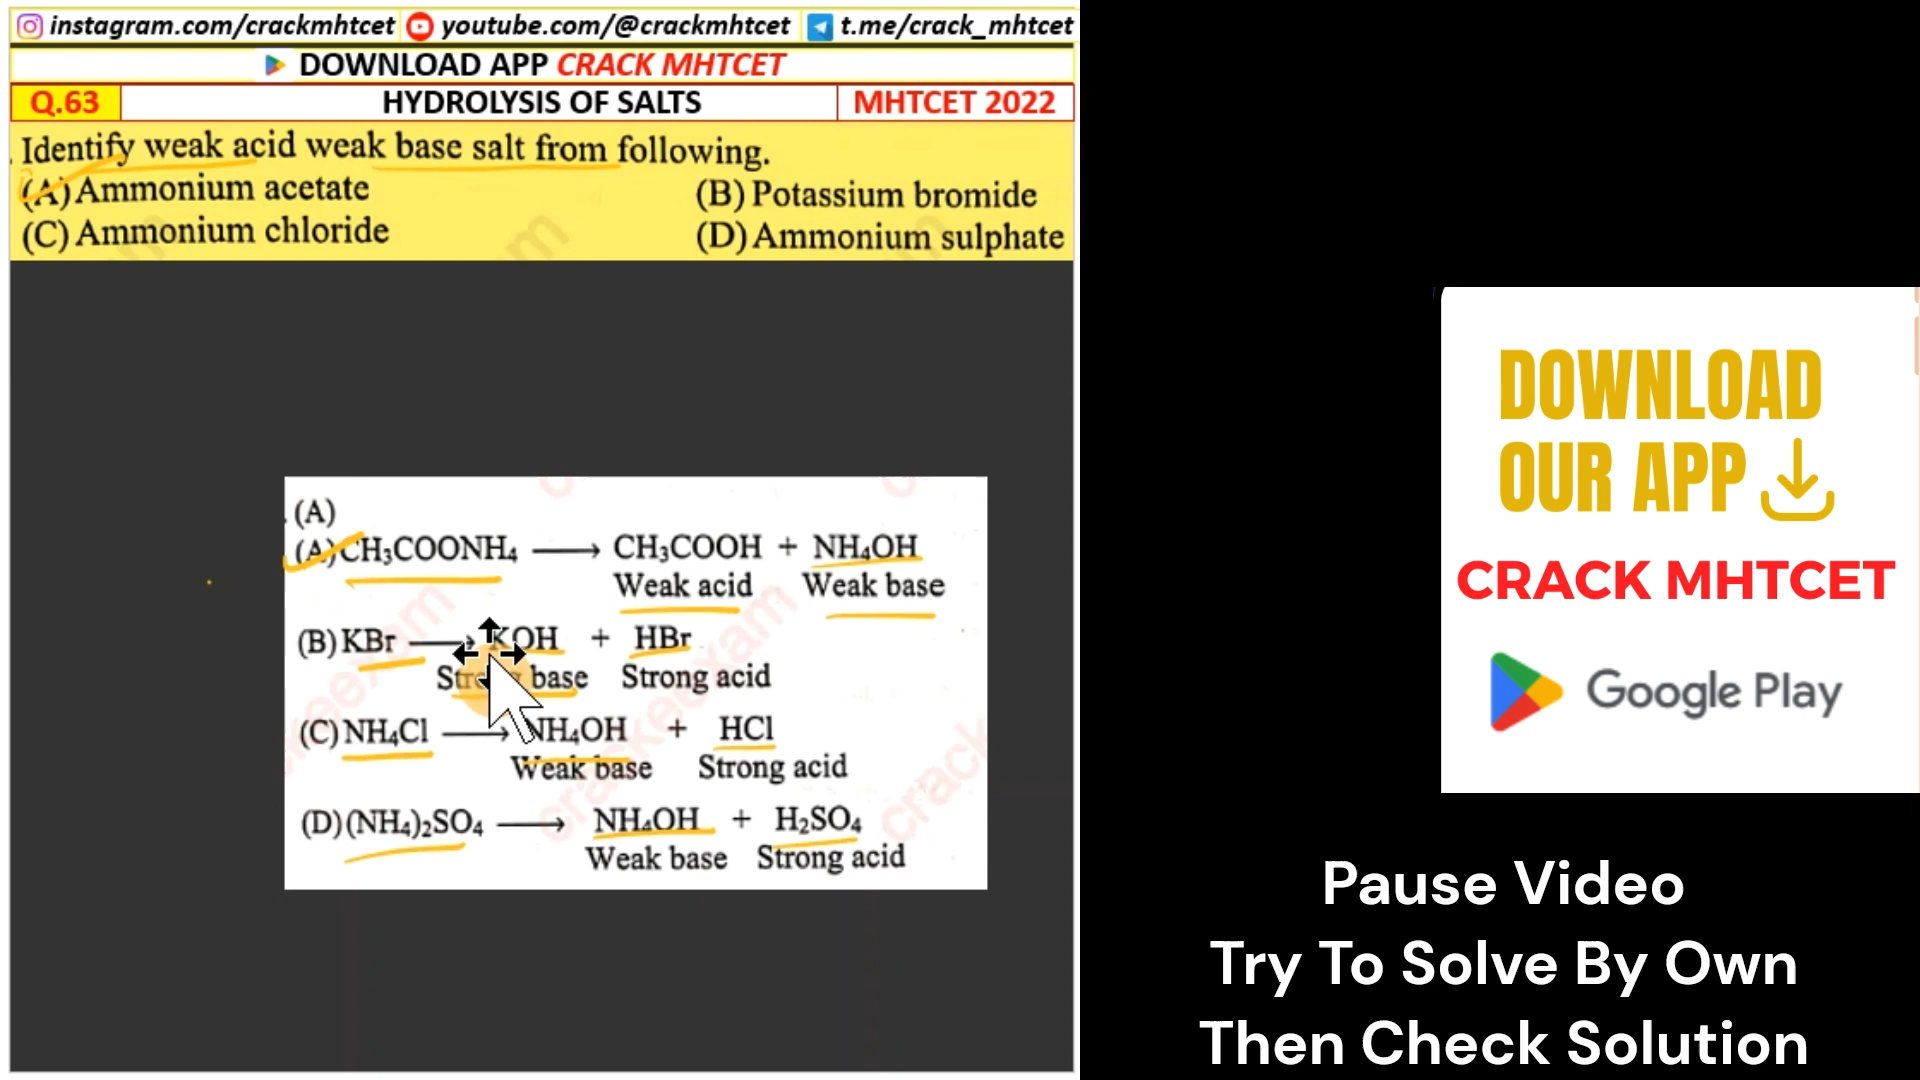 instagram.com/crackmhtcet youtube.com/@crackmhtcet t.me/crack_mhtcet
DOWNLOAD APP CRACK MHTCET
Q.63 HYDROLYSIS OF SALTS MHTCET 2022
. Identify weak acid weak base salt from following.
(A) Ammonium acetate (B) Potassium bromide
(C) Ammonium chloride (D) Ammonium sulphate
. (A)
(A) CH₃COONH₄ ⟶ CH₃COOH + NH₄OH
Weak acid Weak base
(B) KBr ⟶ KOH + HBr
Strong base Strong acid
(C) NH₄Cl ⟶ NH₄OH + HCl
Weak base Strong acid
(D) (NH₄)₂SO₄ ⟶ NH₄OH + H₂SO₄
Weak base Strong acid
DOWNLOAD
OUR APP
CRACK MHTCET
Google Play
Pause Video
Try To Solve By Own
Then Check Solution